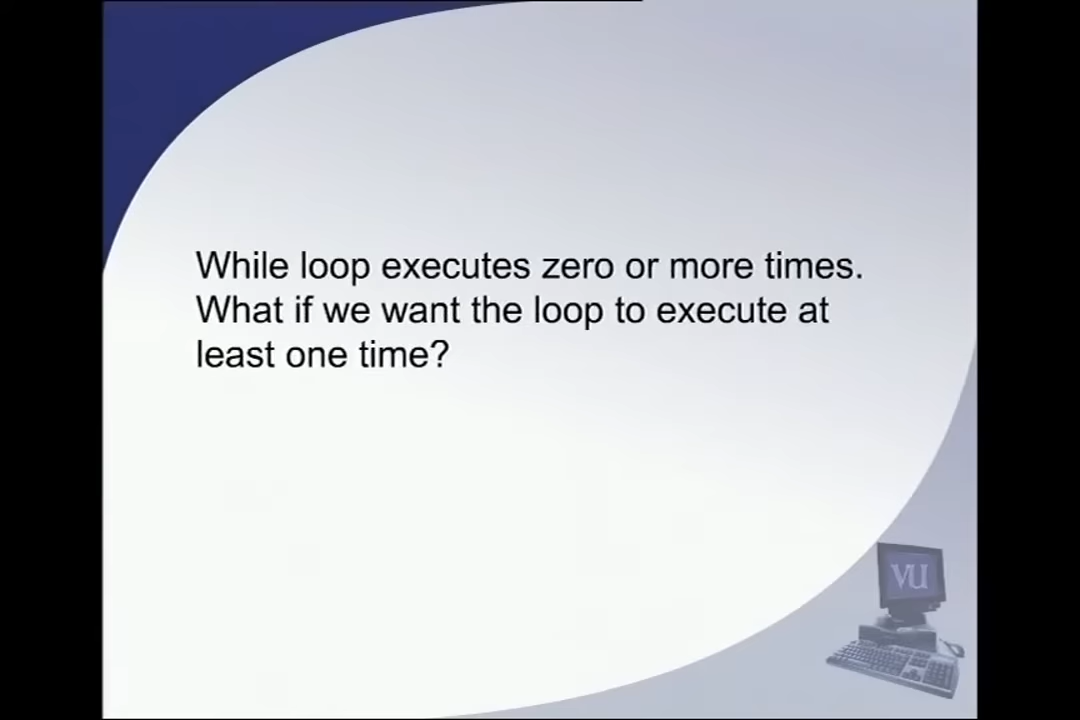 While loop executes zero or more times.
What if we want the loop to execute at
least one time?
VU